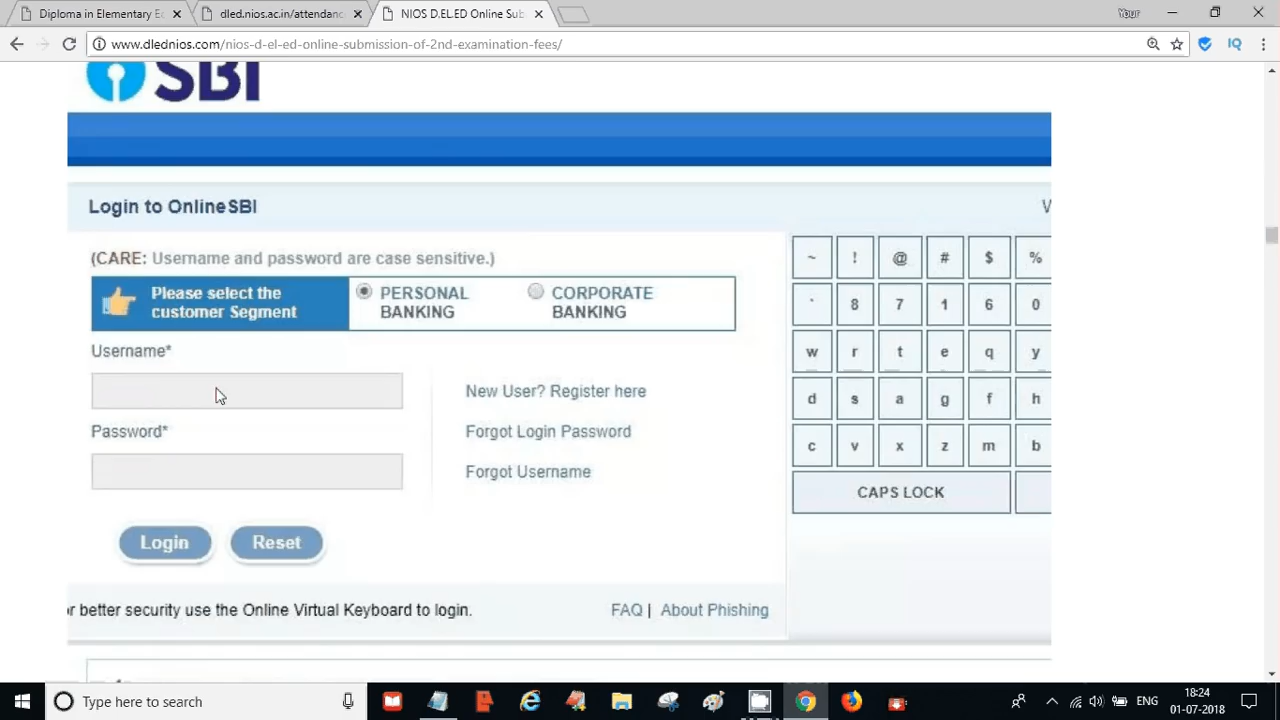 Diploma in Elementary E
dled.nios.ac.in/attendanc
NIOS D.EL.ED Online Sub
Your
www.dlednios.com/nios-d-el-ed-online-submission-of-2nd-examination-fees/
IQ
SBI
Login to OnlineSBI
V
(CARE: Username and password are case sensitive.)
Please select the
customer Segment
PERSONAL
BANKING
CORPORATE
BANKING
Username*
New User? Register here
Password*
Forgot Login Password
Forgot Username
Login
Reset
~ ! @ # $ %
` 8 7 1 6 0
w r t e q y
d s a g f h
c v x z m b
CAPS LOCK
or better security use the Online Virtual Keyboard to login.
FAQ | About Phishing
Type here to search
ENG
18:24
01-07-2018